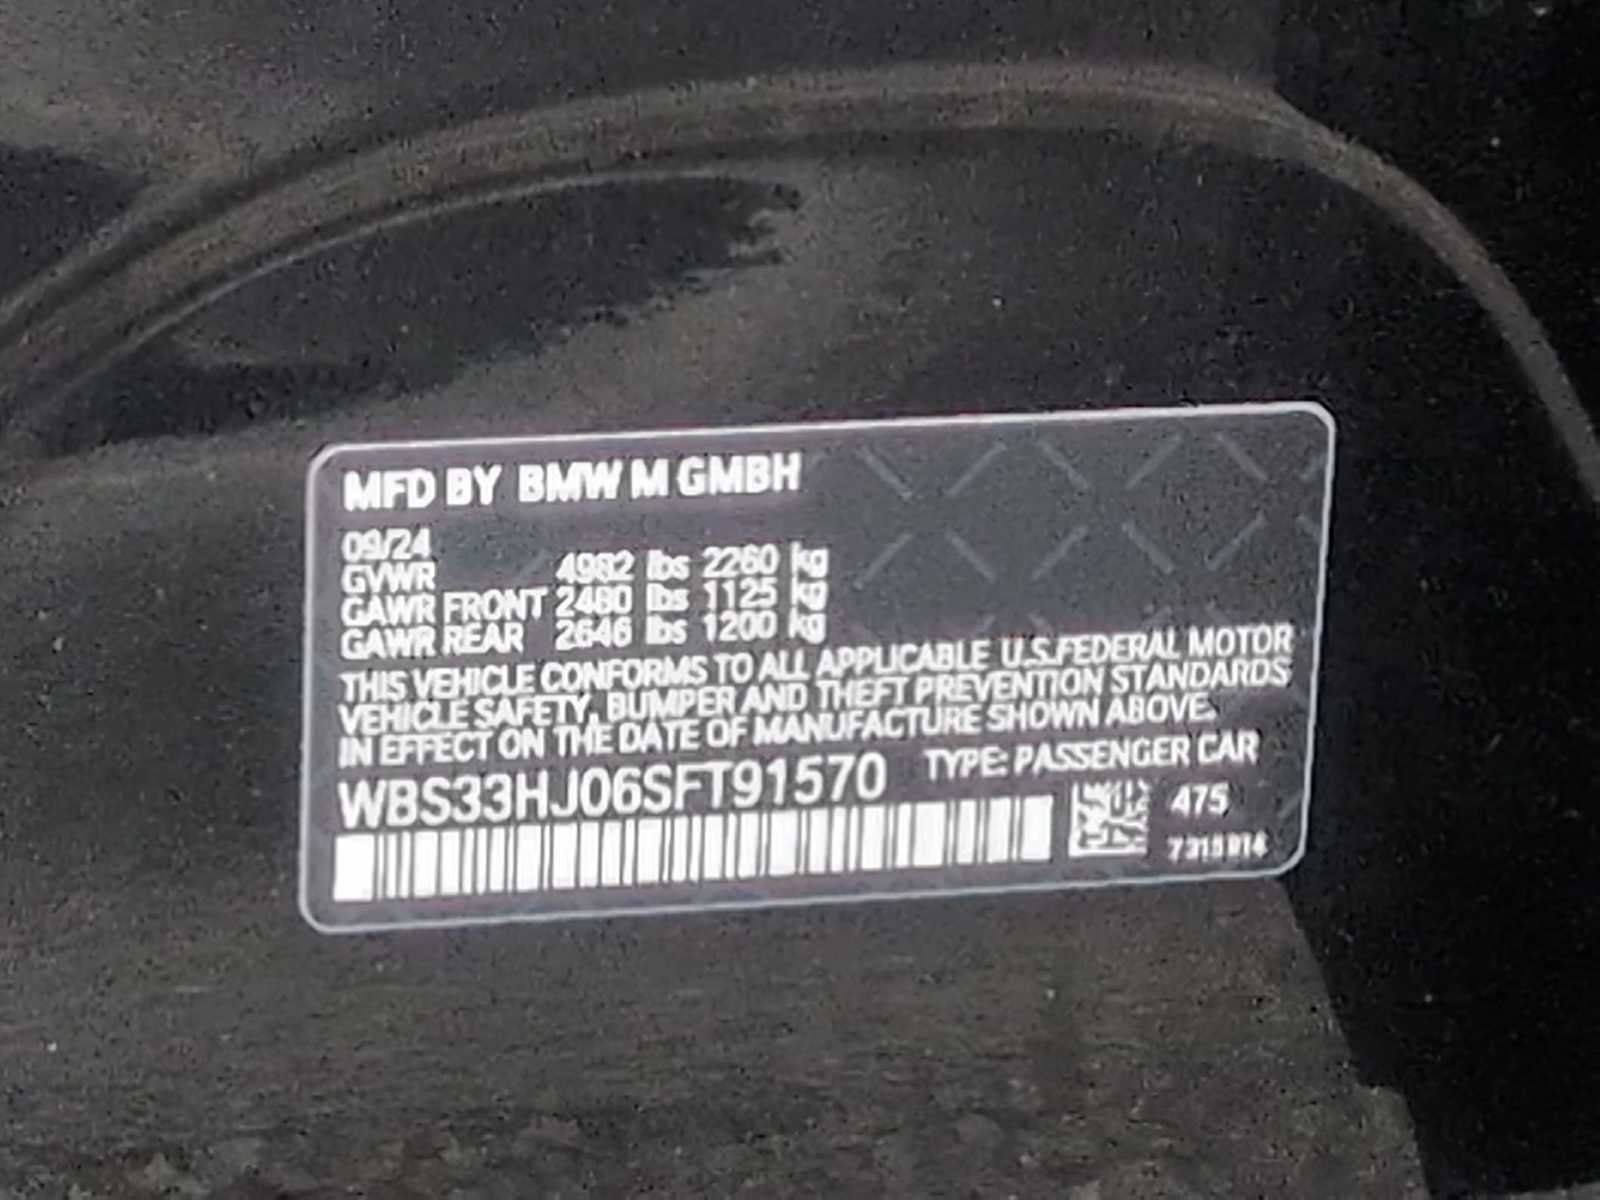 MFD BY BMW M GMBH
09/24
GVWR 4982 lbs 2260 kg
GAWR FRONT 2480 lbs 1125 kg
GAWR REAR 2646 lbs 1200 kg
THIS VEHICLE CONFORMS TO ALL APPLICABLE U.S.FEDERAL MOTOR
VEHICLE SAFETY, BUMPER AND THEFT PREVENTION STANDARDS
IN EFFECT ON THE DATE OF MANUFACTURE SHOWN ABOVE.
WBS33HJ06SFT91570 TYPE: PASSENGER CAR
475